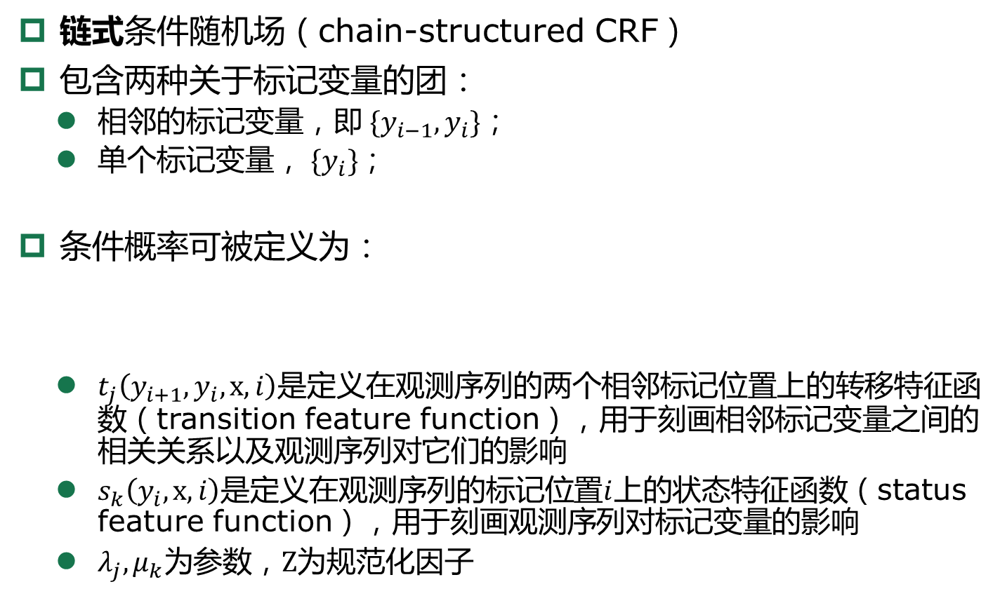 链式条件随机场（chain-structured CRF）
包含两种关于标记变量的团：
相邻的标记变量，即 {y_{i−1}, y_i}；
单个标记变量， {y_i}；
条件概率可被定义为：
t_j(y_{i+1}, y_i, x, i)是定义在观测序列的两个相邻标记位置上的转移特征函
数（transition feature function），用于刻画相邻标记变量之间的
相关关系以及观测序列对它们的影响
s_k(y_i, x, i)是定义在观测序列的标记位置i上的状态特征函数（status
feature function），用于刻画观测序列对标记变量的影响
λ_j, μ_k为参数，Z为规范化因子